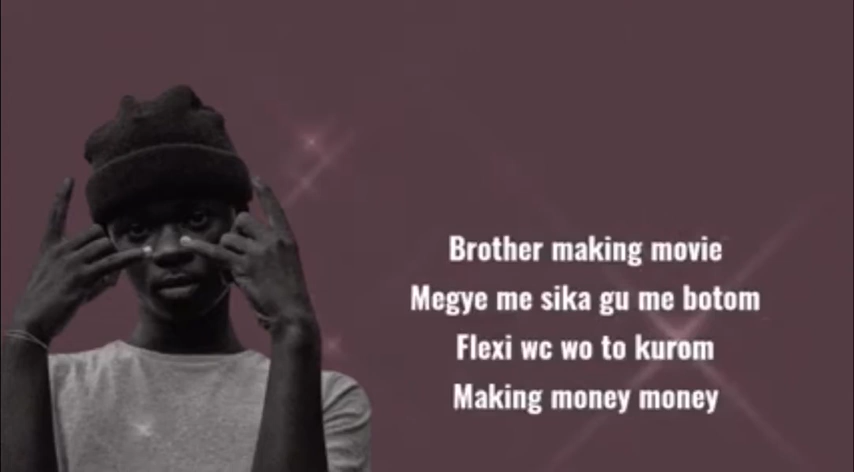 Brother making movie
Megye me sika gu me botom
Flexi wc wo to kurom
Making money money